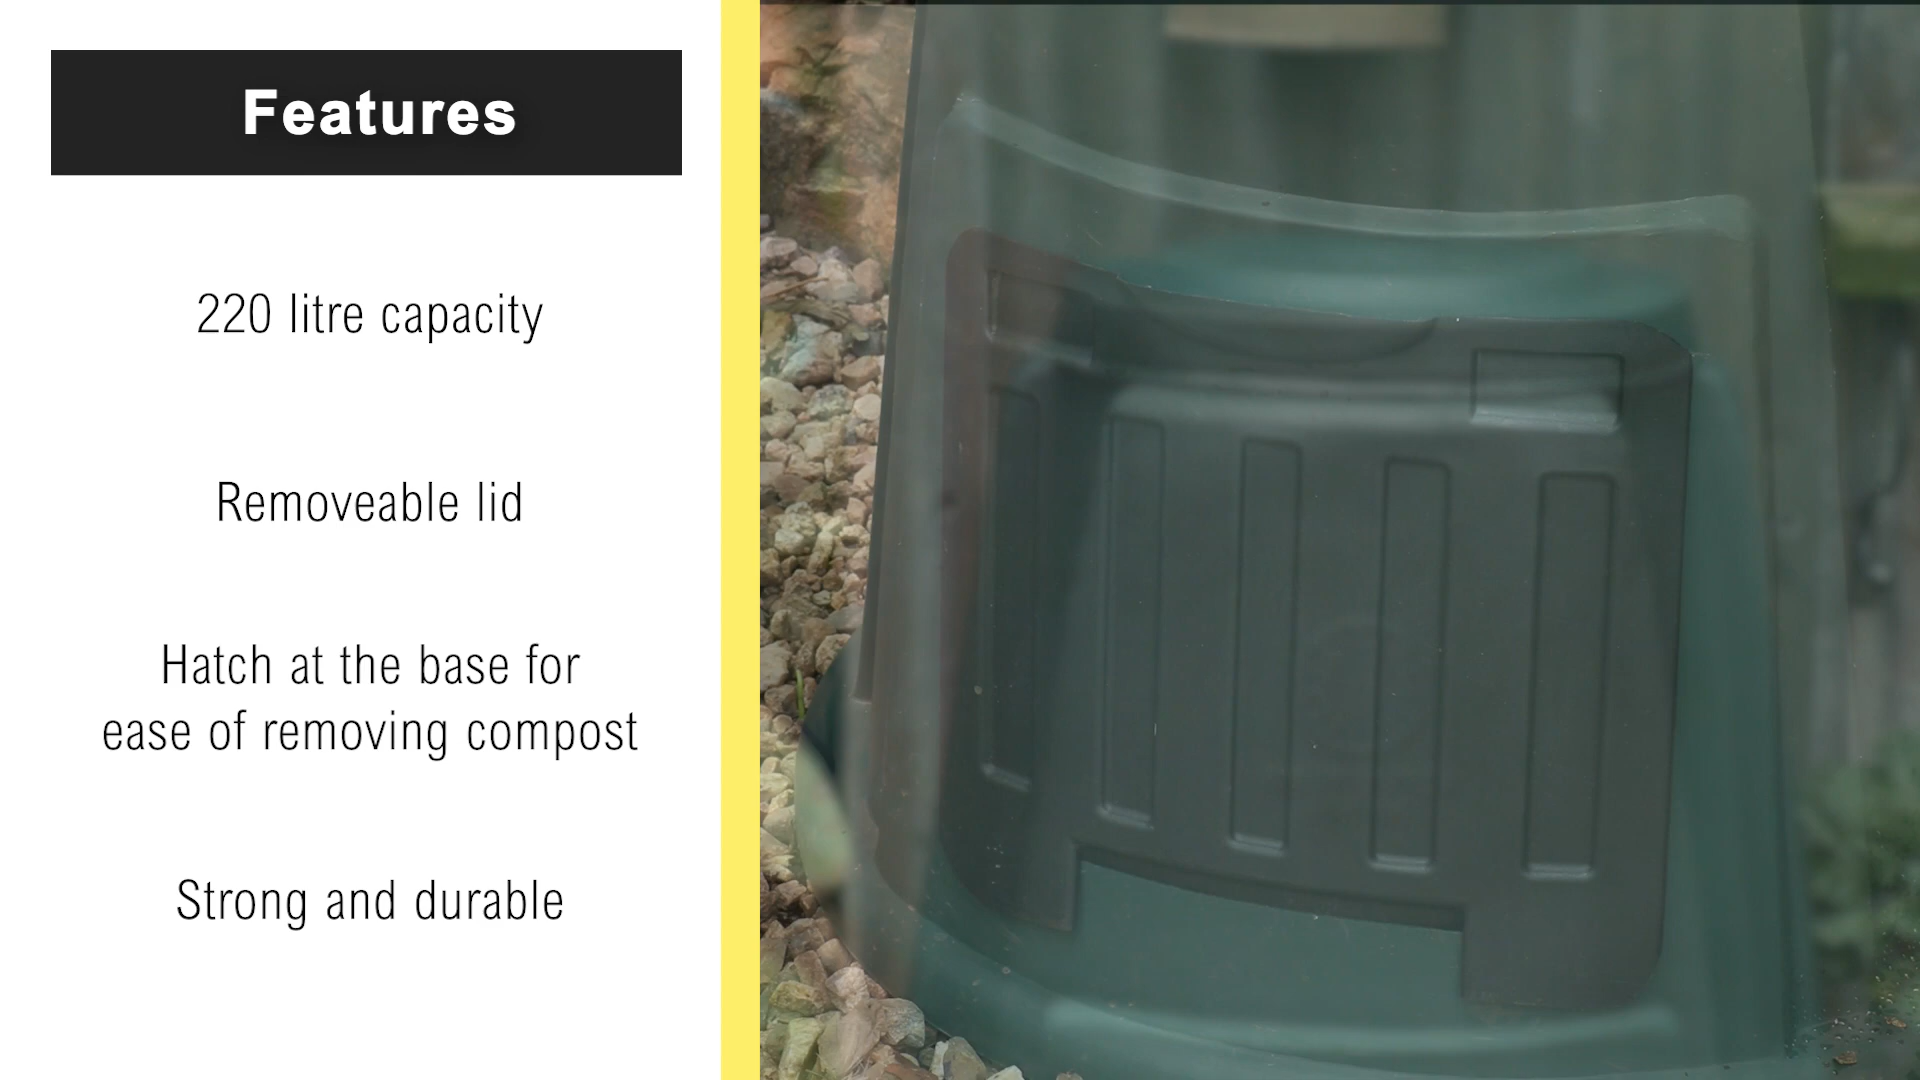 Features
220 litre capacity
Removeable lid
Hatch at the base for
ease of removing compost
Strong and durable